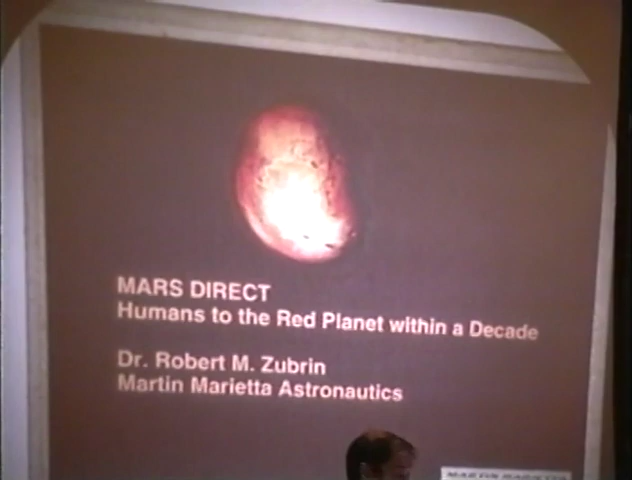 MARS DIRECT
Humans to the Red Planet within a Decade
Dr. Robert M. Zubrin
Martin Marietta Astronautics